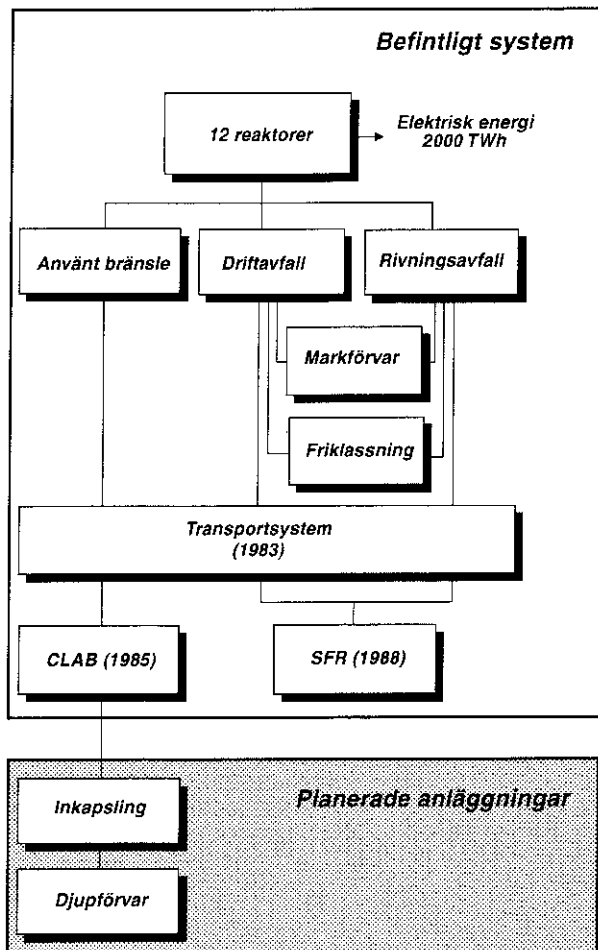 Befintligt system
12 reaktorer
Elektrisk energi
2000 TWh
Använt bränsle
Driftavfall
Rivningsavfall
Markförvar
Friklassning
Transportsystem
(1983)
CLAB (1985)
SFR (1988)
Inkapsling
Planerade anläggningar
Djupförvar